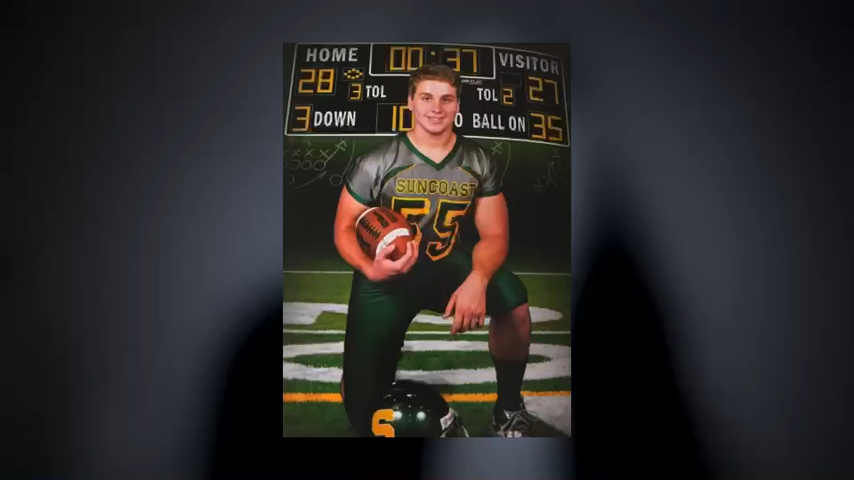 HOME 00:37 VISITOR
28 3 TOL TOL 2 27
3 DOWN 10 BALL ON 35
SUNCOAST
55
S